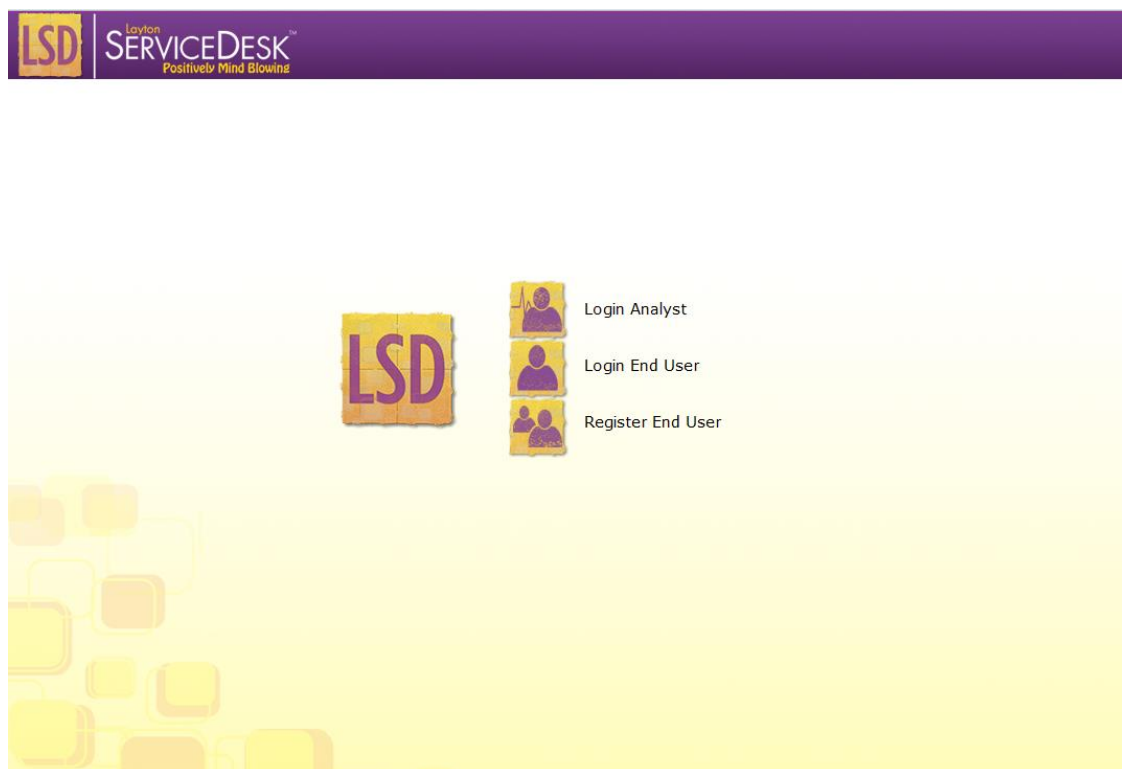 LSD
Layton
SERVICEDESK™
Positively Mind Blowing
Login Analyst
LSD
Login End User
Register End User